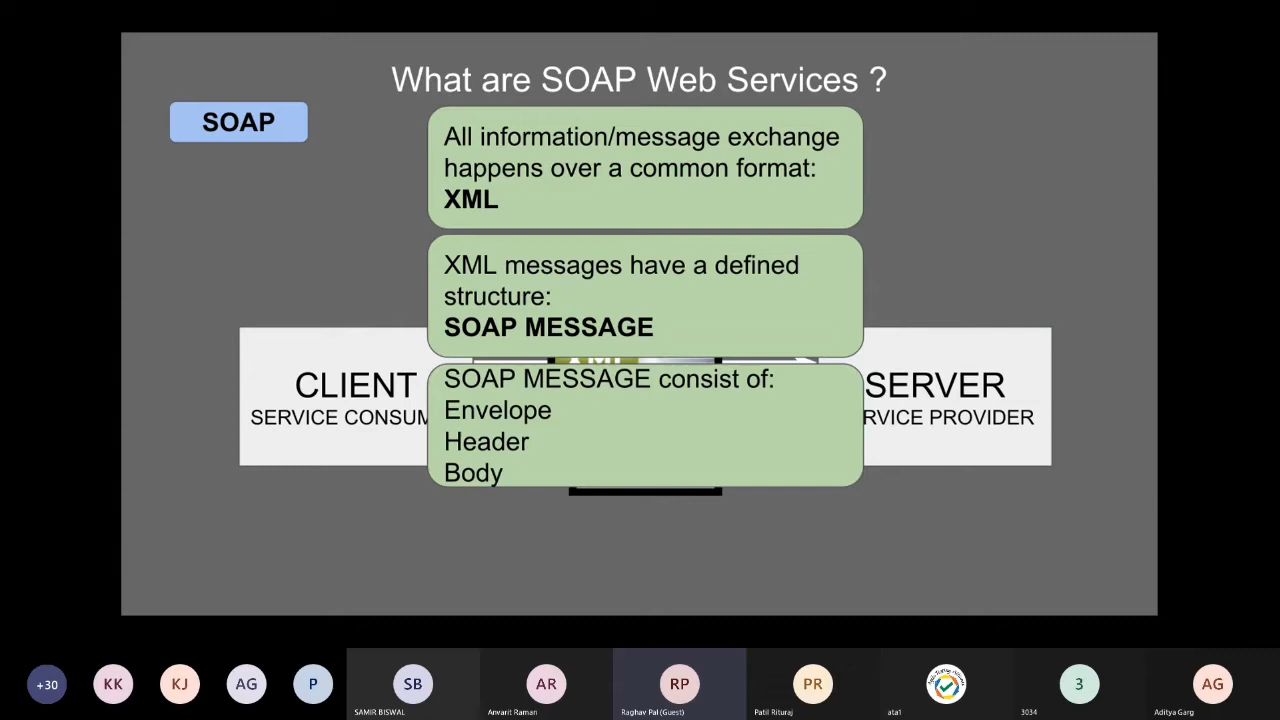 What are SOAP Web Services ?
SOAP
All information/message exchange
happens over a common format:
XML
XML messages have a defined
structure:
SOAP MESSAGE
XML
CLIENT
SERVICE CONSUM
SOAP MESSAGE consist of:
Envelope
Header
Body
SERVER
RVICE PROVIDER
+30
KK
KJ
AG
P
SB
SAMIR BISWAL
AR
Anvarit Raman
RP
Raghav Pal (Guest)
PR
Patil Rituraj
ata1
3
3034
AG
Aditya Garg